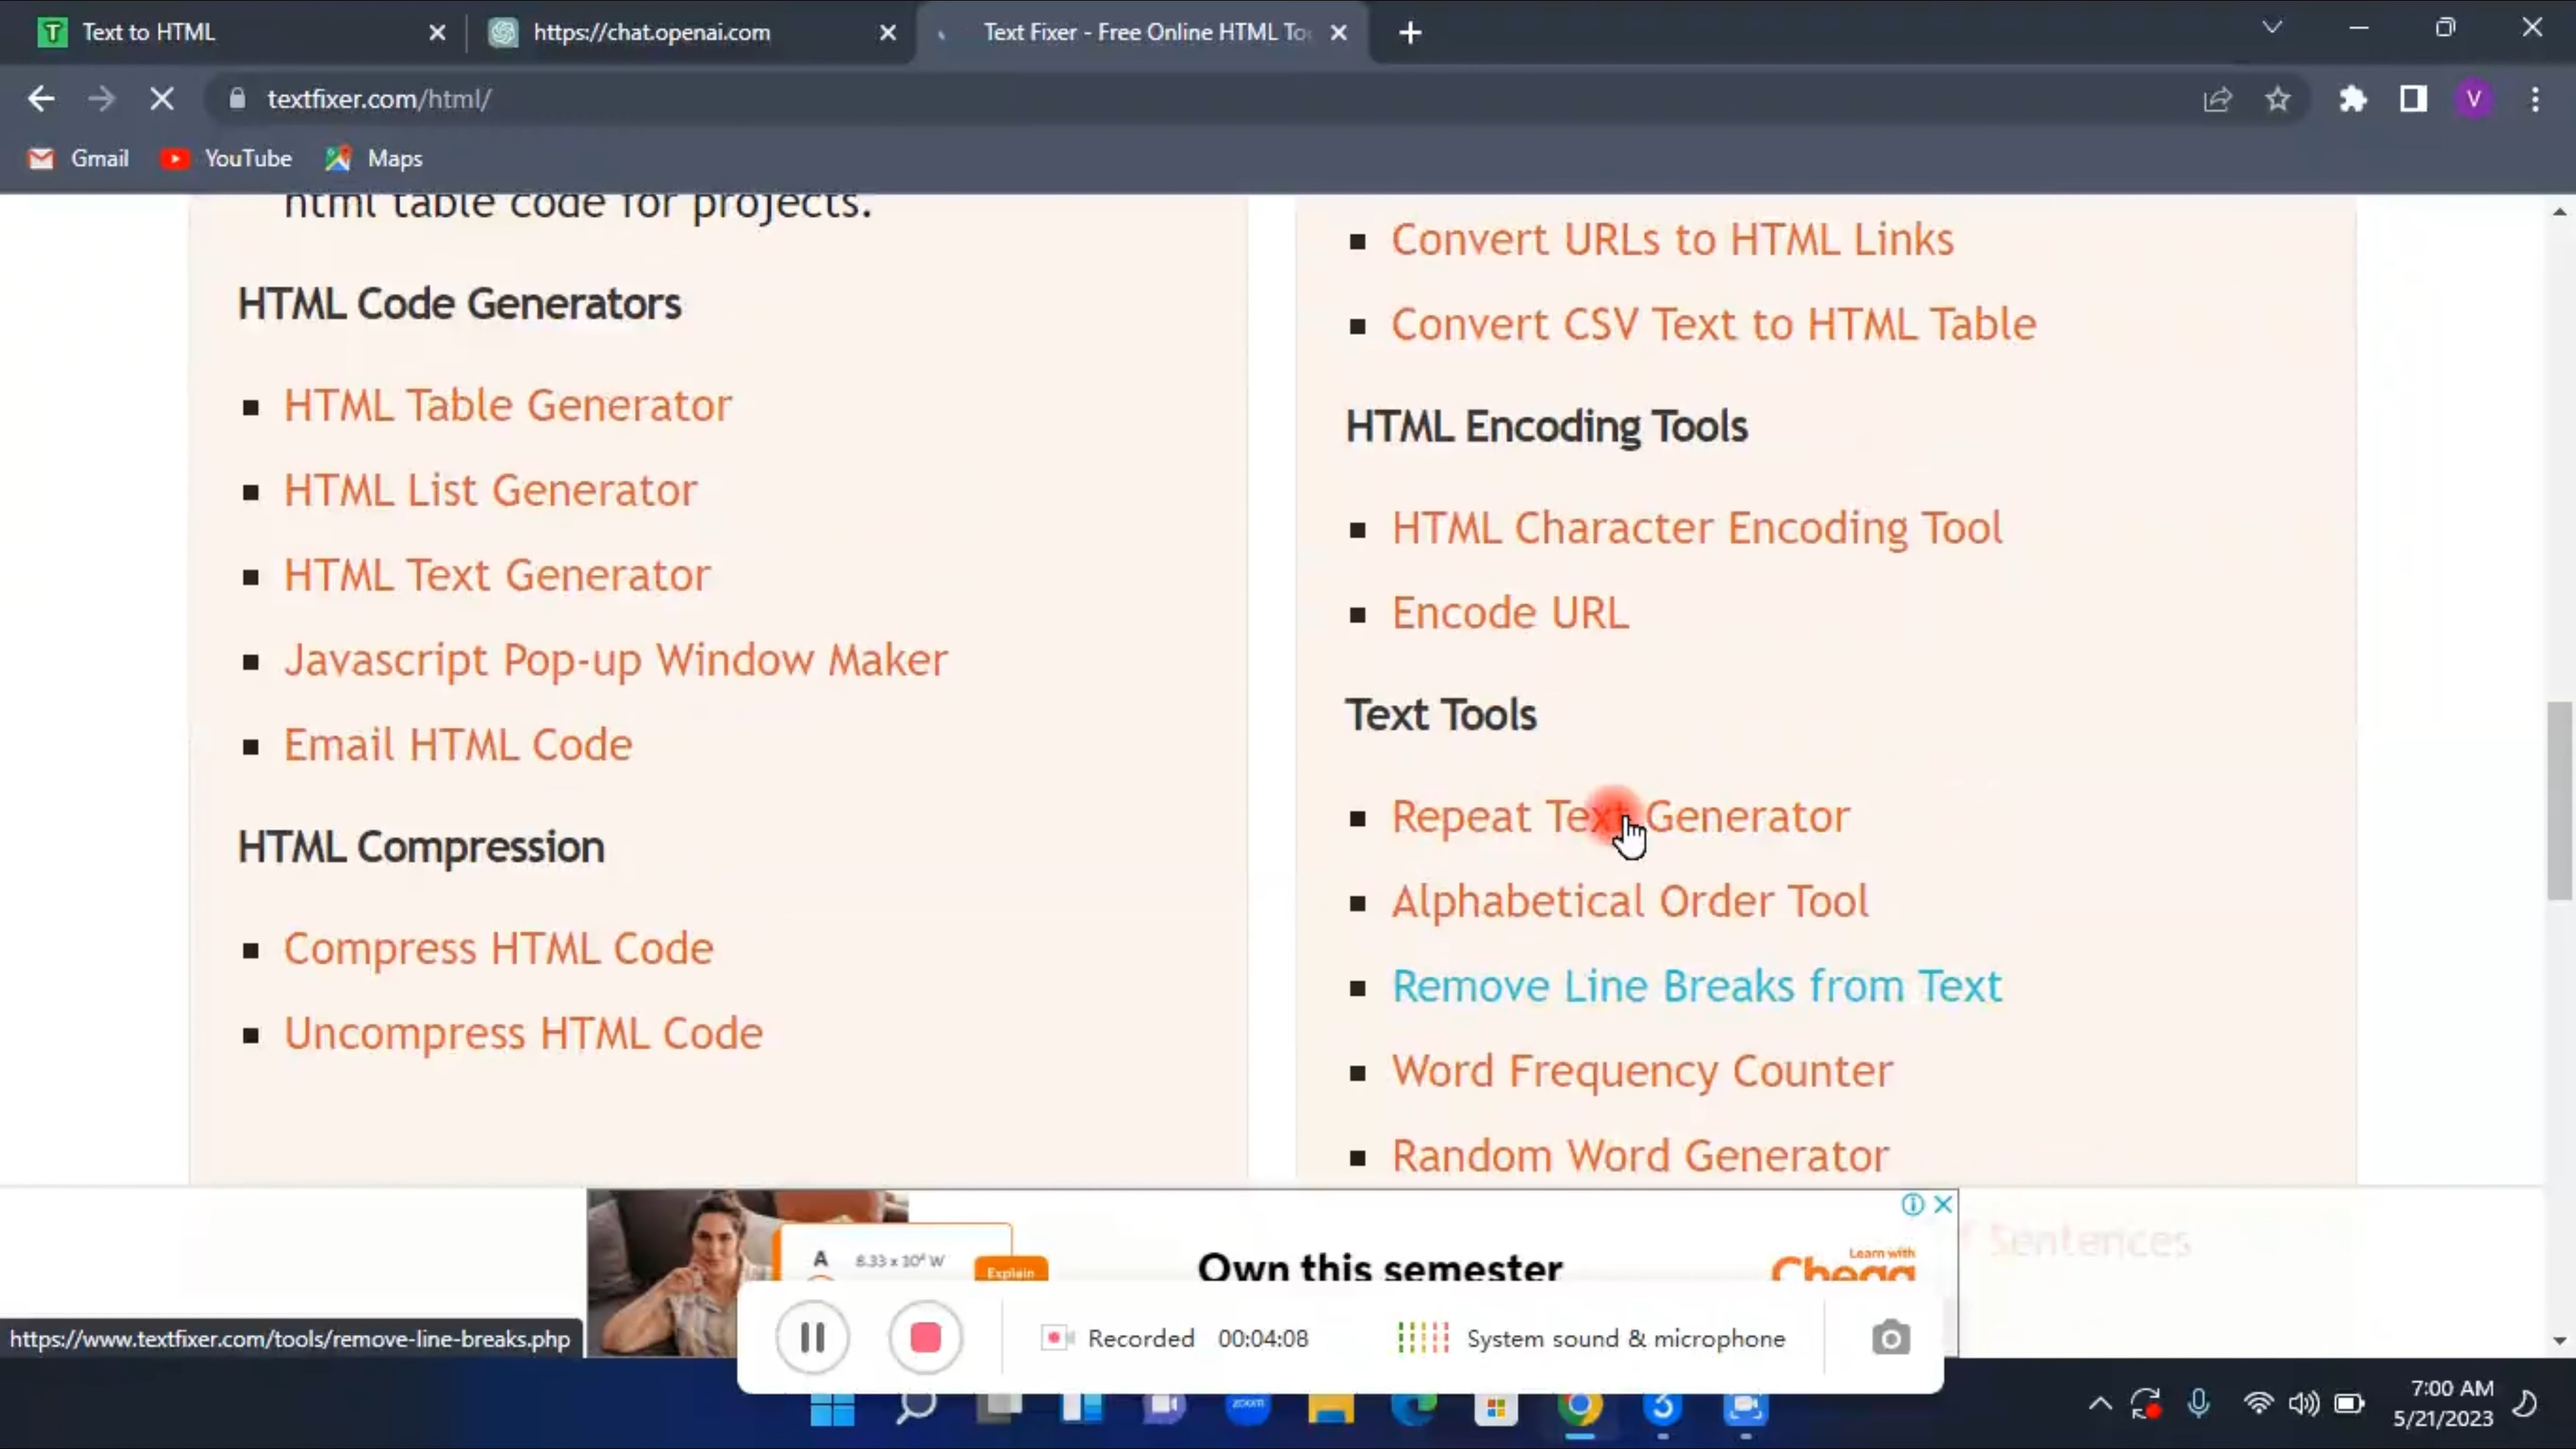 Text to HTML
https://chat.openai.com
Text Fixer - Free Online HTML To
textfixer.com/html/
V
Gmail
YouTube
Maps
html table code for projects.
HTML Code Generators
HTML Table Generator
HTML List Generator
HTML Text Generator
Javascript Pop-up Window Maker
Email HTML Code
HTML Compression
Compress HTML Code
Uncompress HTML Code
Convert URLs to HTML Links
Convert CSV Text to HTML Table
HTML Encoding Tools
HTML Character Encoding Tool
Encode URL
Text Tools
Repeat Text Generator
Alphabetical Order Tool
Remove Line Breaks from Text
Word Frequency Counter
Random Word Generator
Sentences
A 8.33 x 10⁴ W
Explain
Own this semester
Learn with
Chegg
https://www.textfixer.com/tools/remove-line-breaks.php
Recorded 00:04:08
System sound & microphone
zoom
7:00 AM
5/21/2023